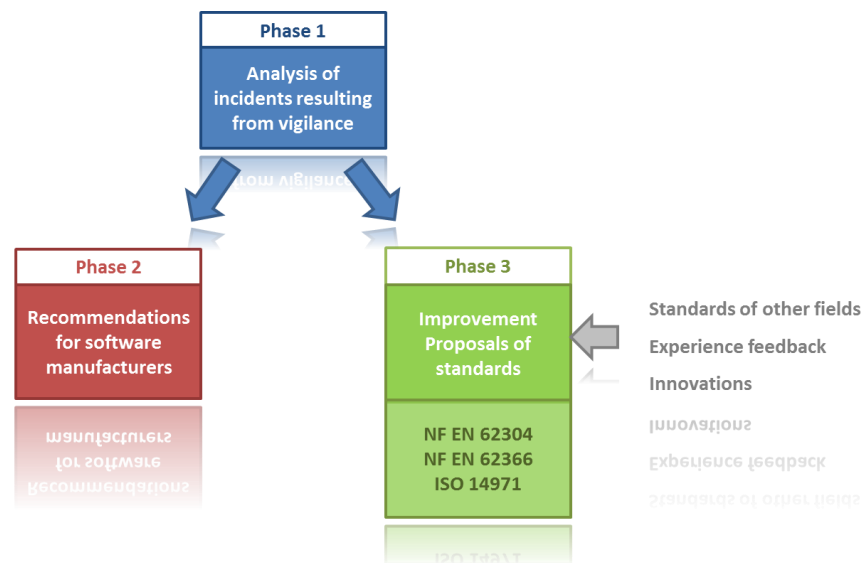 Phase 1
Analysis of
incidents resulting
from vigilance
Phase 2
Recommendations
for software
manufacturers
Phase 3
Improvement
Proposals of
standards
NF EN 62304
NF EN 62366
ISO 14971
Standards of other fields
Experience feedback
Innovations